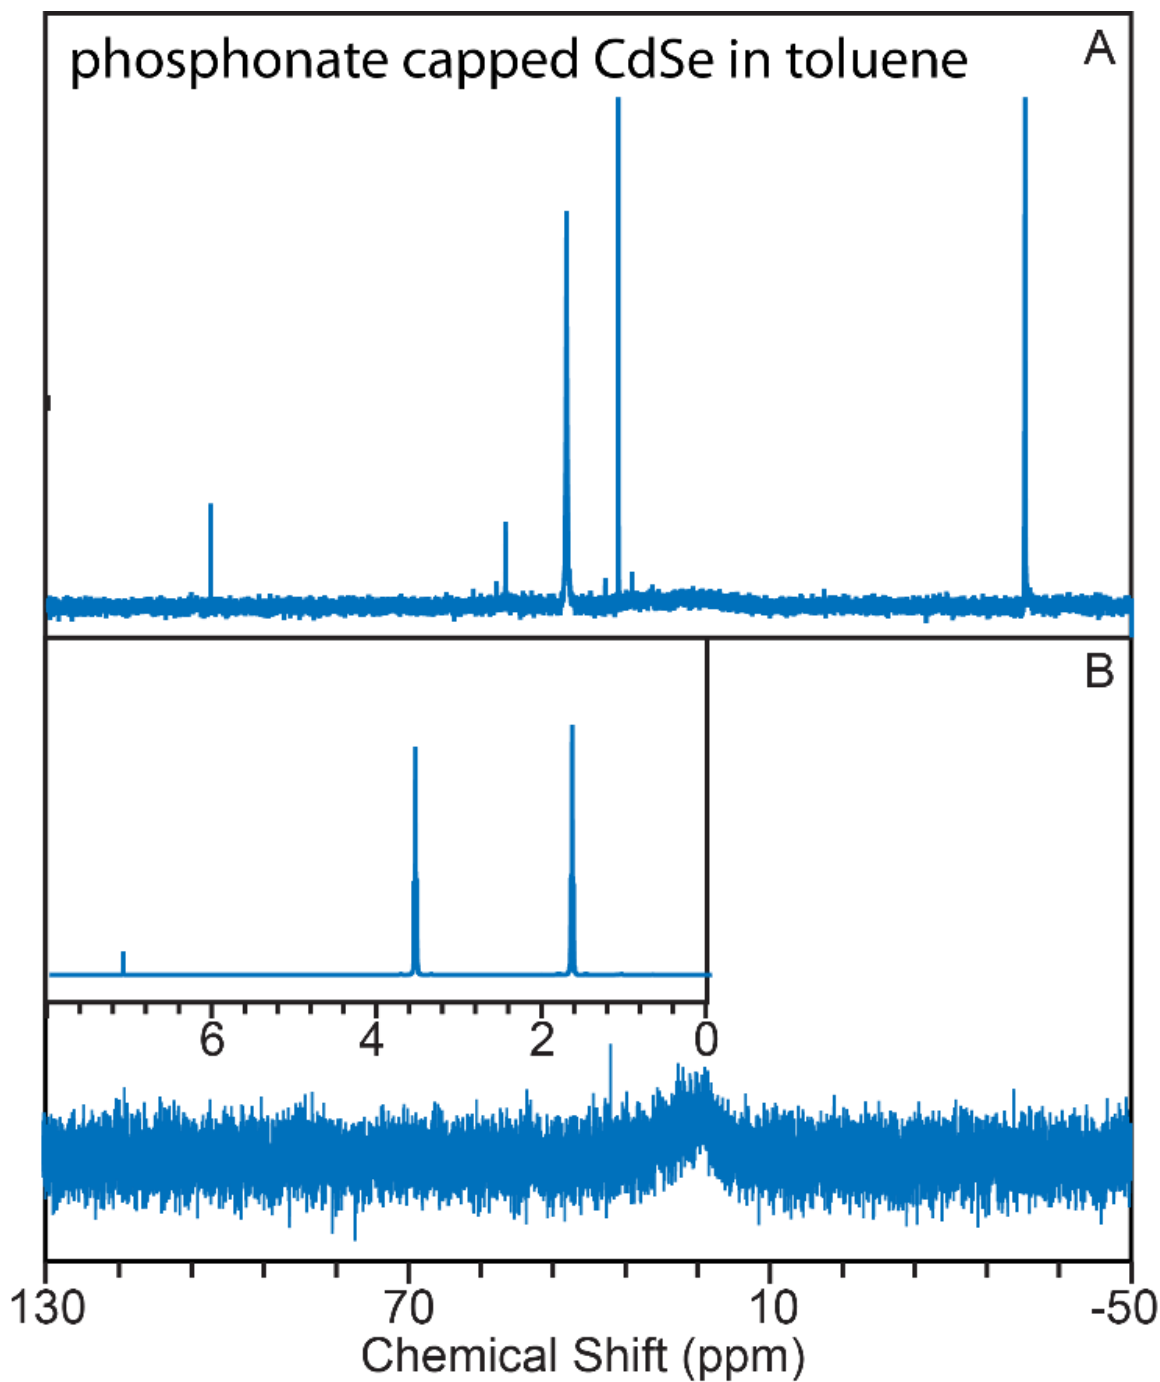 phosphonate capped CdSe in toluene
A
B
6 4 2 0
130 70 10 -50
Chemical Shift (ppm)